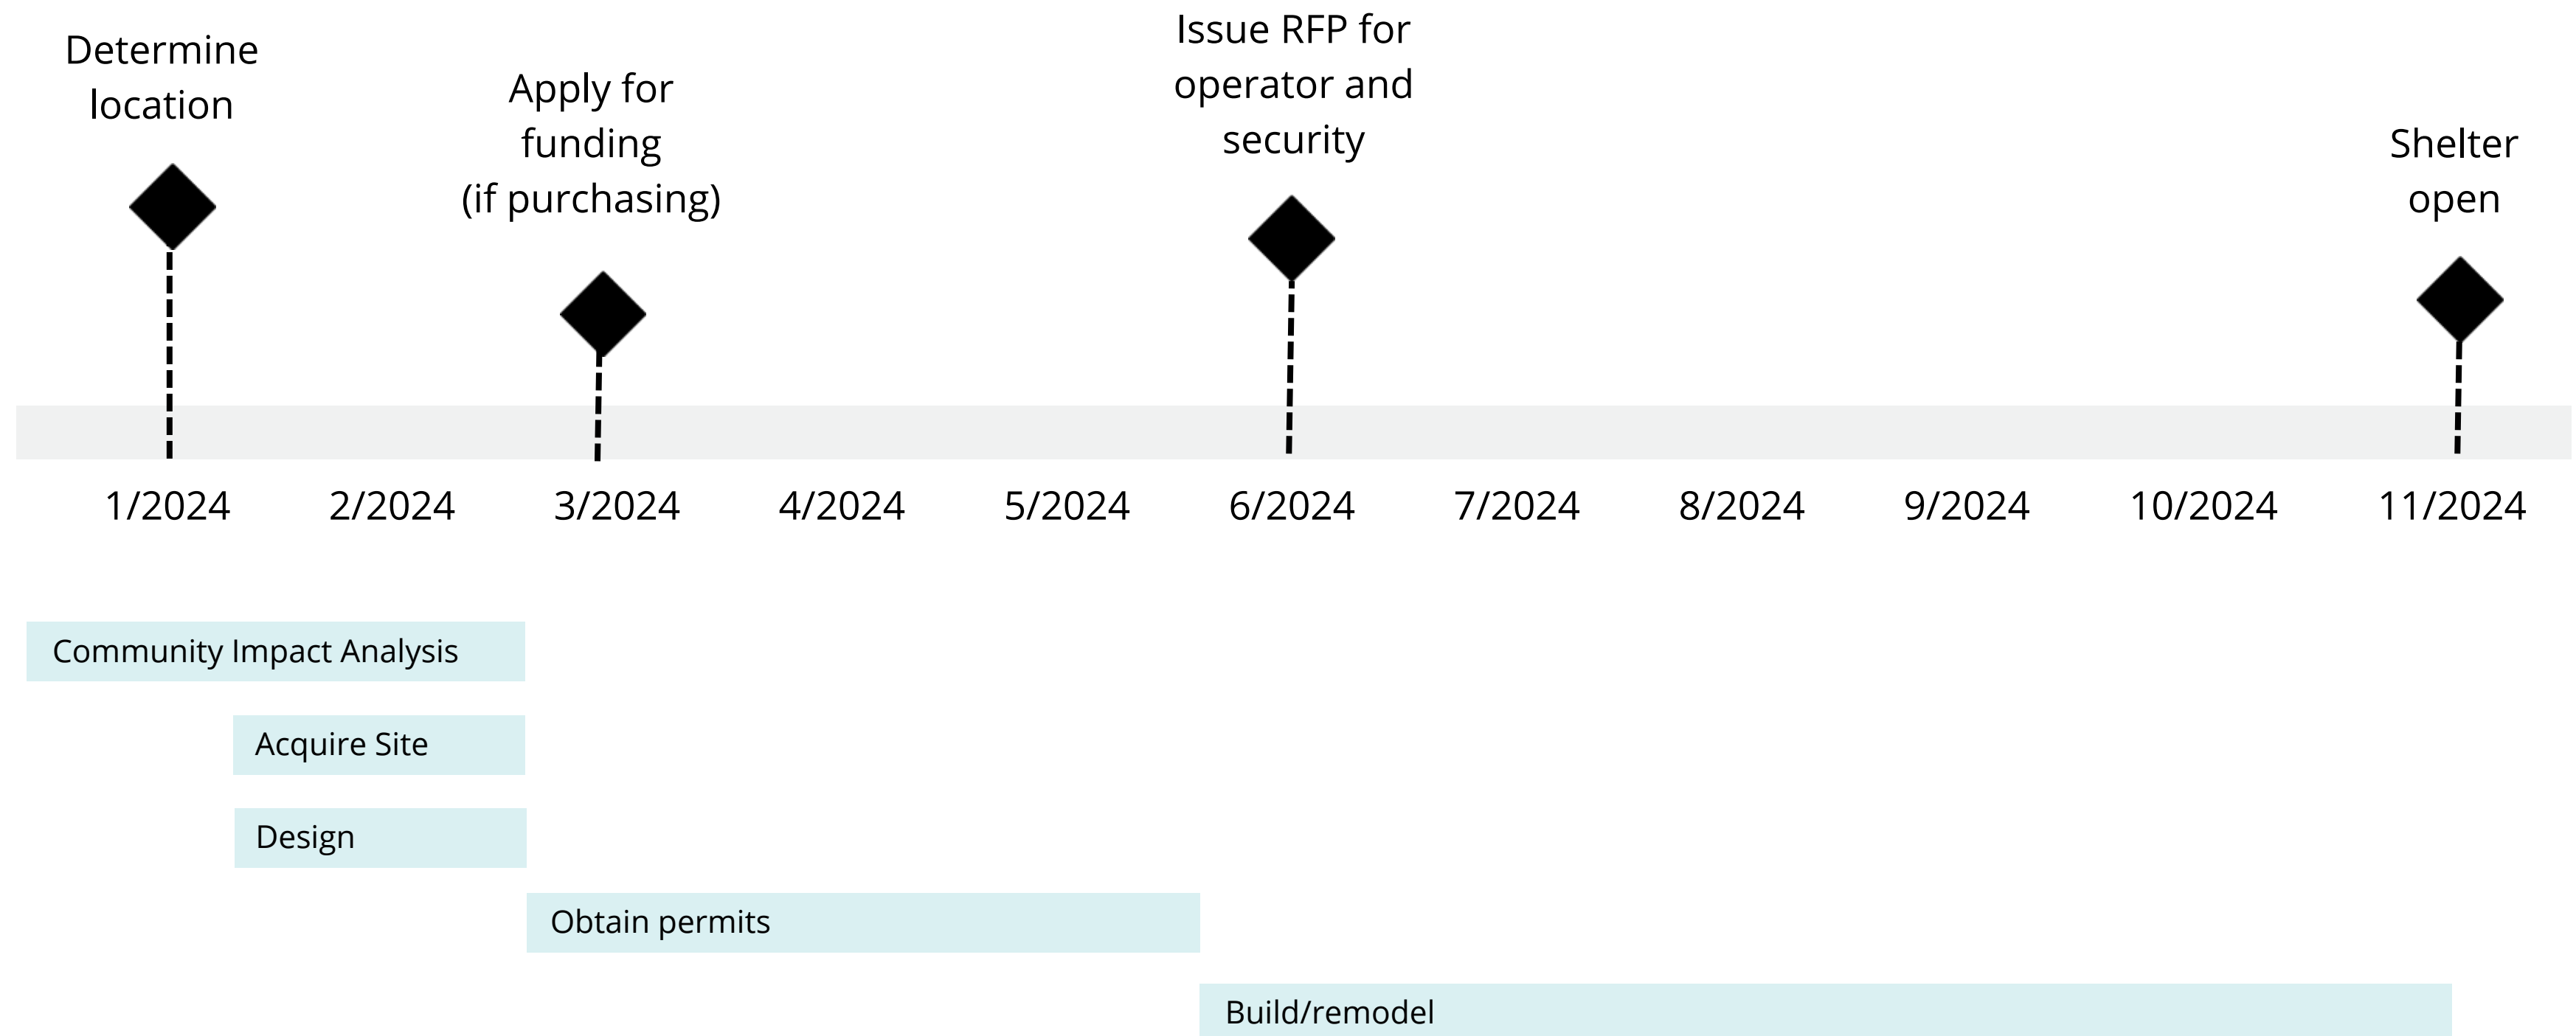 Determine
location
Apply for
funding
(if purchasing)
Issue RFP for
operator and
security
Shelter
open
1/2024 2/2024 3/2024 4/2024 5/2024 6/2024 7/2024 8/2024 9/2024 10/2024 11/2024
Community Impact Analysis
Acquire Site
Design
Obtain permits
Build/remodel